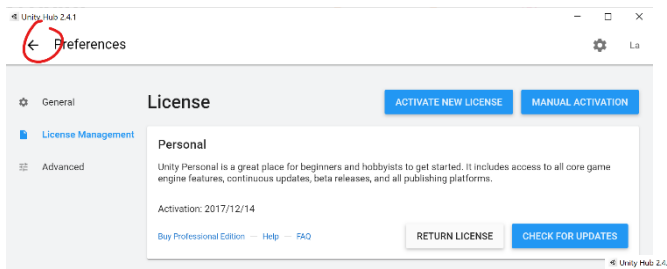 Unity Hub 2.4.1
Preferences
La
General
License Management
Advanced
License
ACTIVATE NEW LICENSE
MANUAL ACTIVATION
Personal
Unity Personal is a great place for beginners and hobbyists to get started. It includes access to all core game
engine features, continuous updates, beta releases, and all publishing platforms.
Activation: 2017/12/14
Buy Professional Edition — Help — FAQ
RETURN LICENSE
CHECK FOR UPDATES
Unity Hub 2.4.